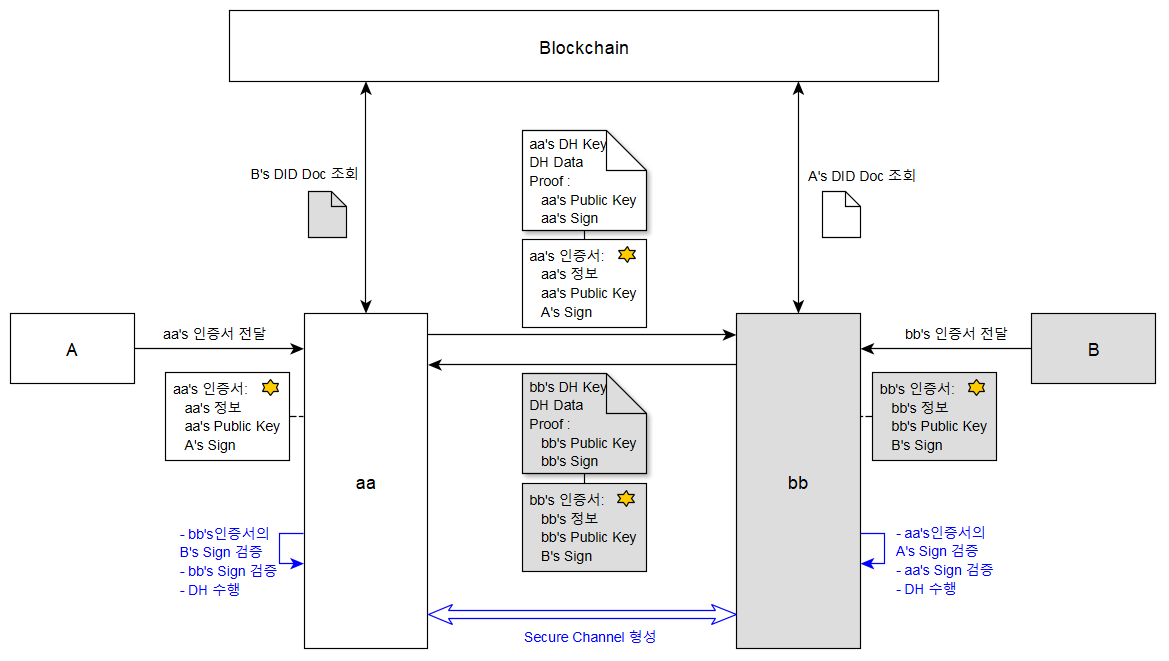 Blockchain
B's DID Doc 조회
aa's DH Key
DH Data
Proof :
aa's Public Key
aa's Sign
A's DID Doc 조회
aa's 인증서:
aa's 정보
aa's Public Key
A's Sign
A
aa's 인증서 전달
bb's 인증서 전달
B
aa's 인증서:
aa's 정보
aa's Public Key
A's Sign
bb's DH Key
DH Data
Proof :
bb's Public Key
bb's Sign
bb's 인증서:
bb's 정보
bb's Public Key
B's Sign
aa
bb
bb's 인증서:
bb's 정보
bb's Public Key
B's Sign
- bb's인증서의
B's Sign 검증
- bb's Sign 검증
- DH 수행
- aa's인증서의
A's Sign 검증
- aa's Sign 검증
- DH 수행
Secure Channel 형성